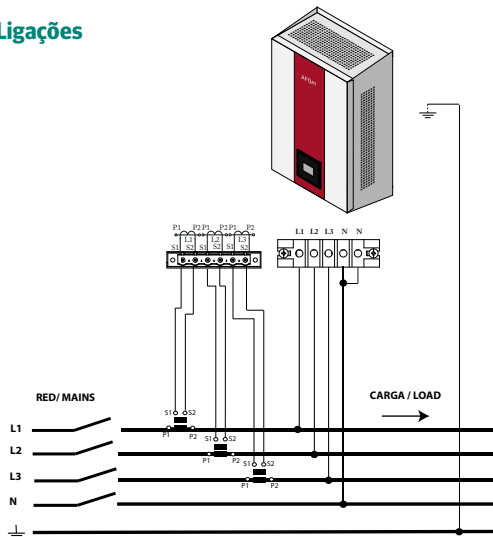 Ligações
AFQm
P1 P2 P1 P2 P1 P2
L1 L2 L3
S1 S2 S1 S2 S1 S2
L1 L2 L3 N N
RED/ MAINS
CARGA / LOAD
S1 S2
L1
P1 P2
S1 S2
L2
P1 P2
S1 S2
L3
P1 P2
N